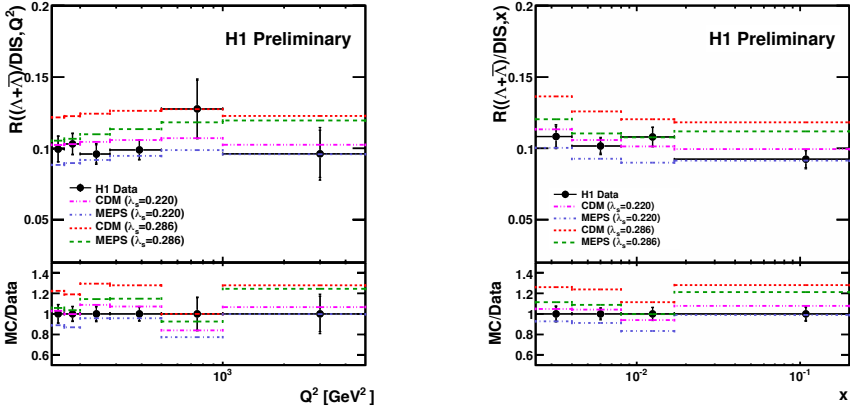 R((Λ+Λ̅)/DIS,Q²)
0.2
0.15
0.1
0.05
H1 Preliminary
H1 Data
CDM (λₛ=0.220)
MEPS (λₛ=0.220)
CDM (λₛ=0.286)
MEPS (λₛ=0.286)
MC/Data
1.4
1.2
1
0.8
0.6
10³
Q² [GeV²]
R((Λ+Λ̅)/DIS,x)
0.2
0.15
0.1
0.05
H1 Preliminary
H1 Data
CDM (λₛ=0.220)
MEPS (λₛ=0.220)
CDM (λₛ=0.286)
MEPS (λₛ=0.286)
MC/Data
1.4
1.2
1
0.8
0.6
10⁻²
10⁻¹
x